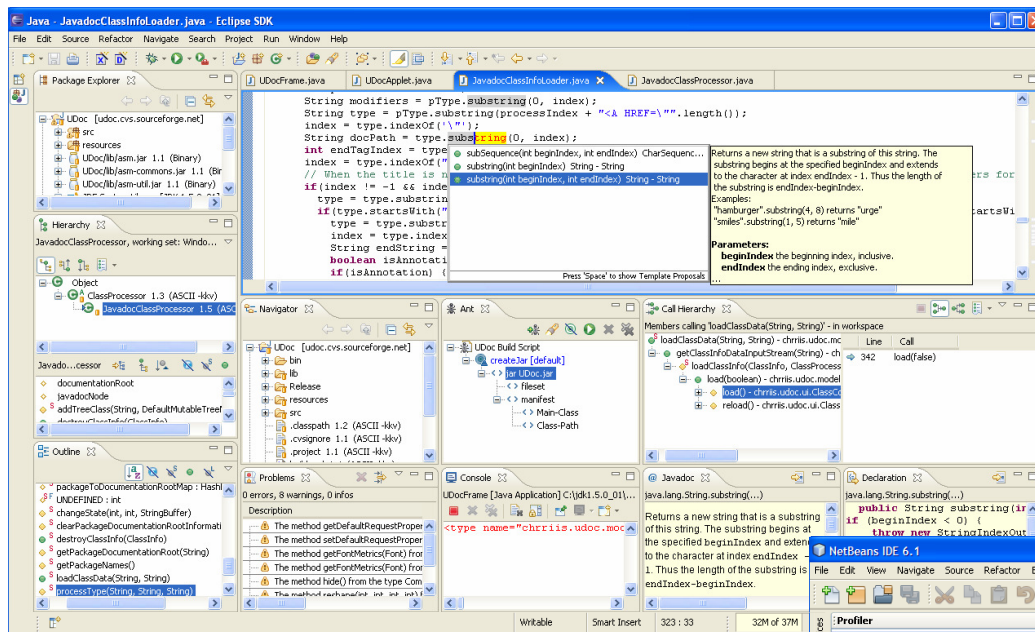 Java - JavadocClassInfoLoader.java - Eclipse SDK
File Edit Source Refactor Navigate Search Project Run Window Help
Package Explorer
UDoc [udoc.cvs.sourceforge.net]
src
resources
UDoc/lib/asm.jar 1.1 (Binary)
UDoc/lib/asm-commons.jar 1.1 (Bir
UDoc/lib/asm-util.jar 1.1 (Binary)
Hierarchy
JavadocClassProcessor, working set: Windo...
Object
ClassProcessor 1.3 (ASCII -kkv)
JavadocClassProcessor 1.5 (ASC
Javado...cessor
documentationRoot
javadocNode
addTreeClass(String, DefaultMutableTreeN
destroyClassInfo(ClassInfo)
Outline
packageToDocumentationRootMap : Hashl
UNDEFINED : int
changeState(int, int, StringBuffer)
clearPackageDocumentationRootInformati
destroyClassInfo(ClassInfo)
getPackageDocumentationRoot(String)
getPackageNames()
loadClassData(String, String)
processType(String, String, String)
UDocFrame.java UDocApplet.java JavadocClassInfoLoader.java JavadocClassProcessor.java
String modifiers = pType.substring(0, index);
String type = pType.substring(processIndex + "<A HREF=\"".length());
index = type.indexOf('\"');
String docPath = type.substring(0, index);
int endTagIndex = type
index = type.indexOf("
// When the title is n ers for
if(index != -1 && inde
type = type.substrin
if(type.startsWith(" startsWi
type = type.substr
index = type.index
String endString =
boolean isAnnotati
if(isAnnotation) {
subSequence(int beginIndex, int endIndex) CharSequenc...
substring(int beginIndex) String - String
substring(int beginIndex, int endIndex) String - String
Press 'Space' to show Template Proposals
Returns a new string that is a substring of this string. The
substring begins at the specified beginIndex and extends
to the character at index endIndex - 1. Thus the length of
the substring is endIndex-beginIndex.
Examples:
"hamburger".substring(4, 8) returns "urge"
"smiles".substring(1, 5) returns "mile"
Parameters:
beginIndex the beginning index, inclusive.
endIndex the ending index, exclusive.
...
Navigator
UDoc [udoc.cvs.sourceforge.net]
bin
lib
Release
resources
src
.classpath 1.2 (ASCII -kkv)
.cvsignore 1.1 (ASCII -kkv)
Ant
UDoc Build Script
createJar [default]
jar UDoc.jar
fileset
manifest
Main-Class
Class-Path
Call Hierarchy
Members calling 'loadClassData(String, String)' - in workspace
loadClassData(String, String) - chrriis.udoc.mo
getClassInfoDataInputStream(String) - ch
loadClassInfo(ClassInfo, ClassProcess
load(boolean) - chrriis.udoc.model
load() - chrriis.udoc.ui.ClassCo
reload() - chrriis.udoc.ui.Class
Line Call
342 load(false)
Problems
0 errors, 8 warnings, 0 infos
Description
The method getDefaultRequestProper
The method setDefaultRequestProper
The method getFontMetrics(Font) fror
The method getFontMetrics(Font) fror
The method hide() from the type Com
The method reshape(int, int, int, int) f
Console
UDocFrame [Java Application] C:\jdk1.5.0_01\...
<type name="chrriis.udoc.mod
Javadoc
java.lang.String.substring(...)
Returns a new string that is a substring
of this string. The substring begins at
the specified beginIndex and extend
to the character at index endIndex -
1. Thus the length of the substring is
endIndex-beginIndex.
Declaration
java.lang.String.substring(...)
public String substring(in
if (beginIndex < 0) {
throw new StringIndexOut
NetBeans IDE 6.1
File Edit View Navigate Source Refactor
Profiler
Writable Smart Insert 323 : 33 32M of 37M